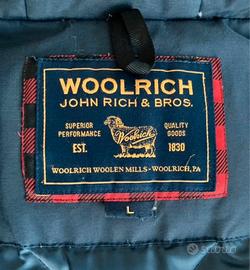 WOOLRICH
JOHN RICH & BROS.
SUPERIOR PERFORMANCE
QUALITY GOODS
Woolrich
EST.
1830
WOOLRICH WOOLEN MILLS - WOOLRICH, PA
L
subito